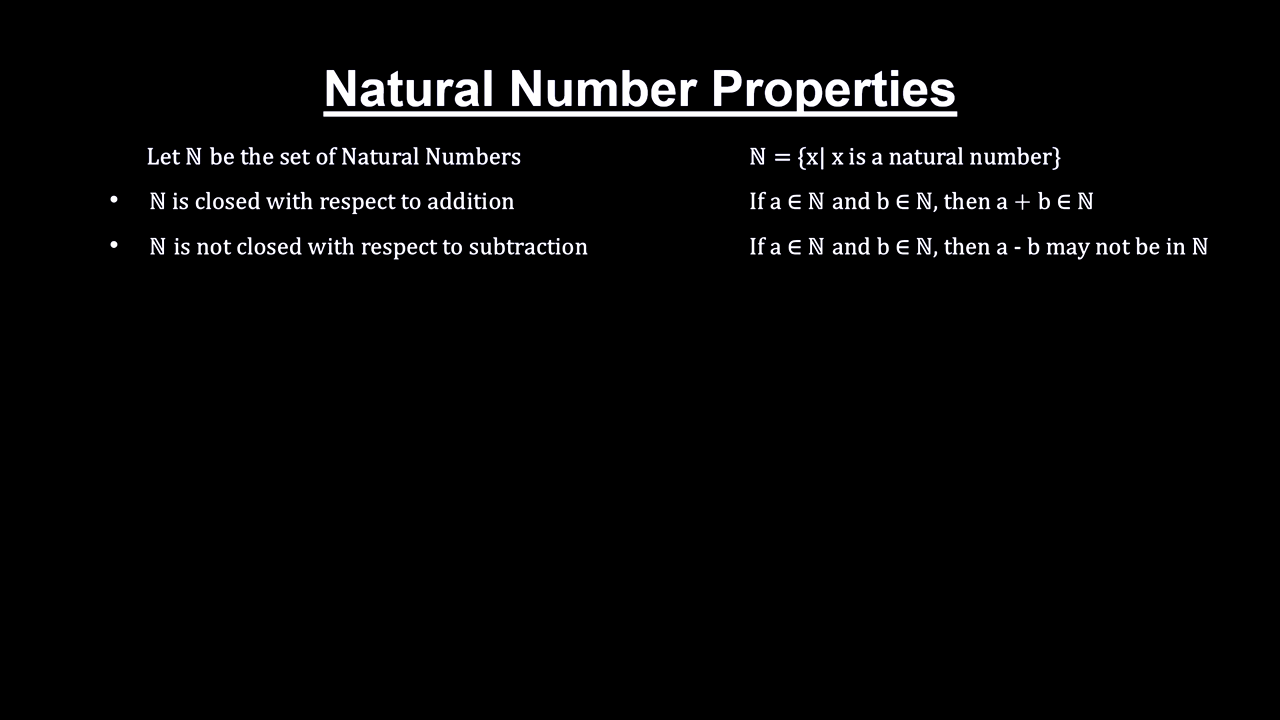 Natural Number Properties
Let ℕ be the set of Natural Numbers
ℕ = {x| x is a natural number}
• ℕ is closed with respect to addition
If a ∈ ℕ and b ∈ ℕ, then a + b ∈ ℕ
• ℕ is not closed with respect to subtraction
If a ∈ ℕ and b ∈ ℕ, then a - b may not be in ℕ